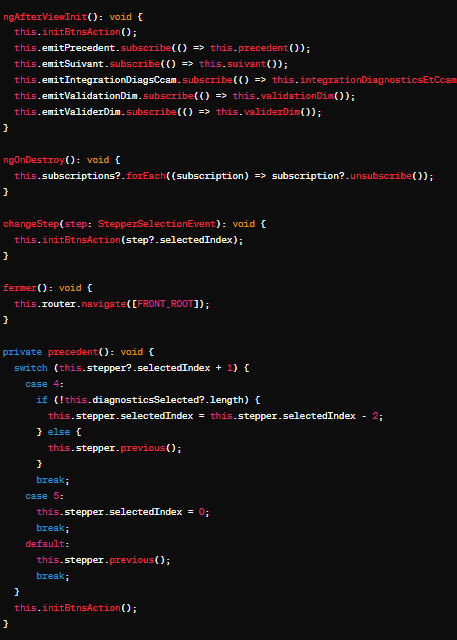 ngAfterViewInit(): void {
  this.initBtnsAction();
  this.emitPrecedent.subscribe(() => this.precedent());
  this.emitSuivant.subscribe(() => this.suivant());
  this.emitIntegrationDiagsCcam.subscribe(() => this.integrationDiagnosticsEtCcam
  this.emitValidationDim.subscribe(() => this.validationDim());
  this.emitValiderDim.subscribe(() => this.validerDim());
}
ngOnDestroy(): void {
  this.subscriptions?.forEach((subscription) => subscription?.unsubscribe());
}
changeStep(step: StepperSelectionEvent): void {
  this.initBtnsAction(step?.selectedIndex);
}
fermer(): void {
  this.router.navigate([FRONT_ROOT]);
}
private precedent(): void {
  switch (this.stepper?.selectedIndex + 1) {
    case 4:
      if (!this.diagnosticsSelected?.length) {
        this.stepper.selectedIndex = this.stepper.selectedIndex - 2;
      } else {
        this.stepper.previous();
      }
      break;
    case 5:
      this.stepper.selectedIndex = 0;
      break;
    default:
      this.stepper.previous();
      break;
  }
  this.initBtnsAction();
}